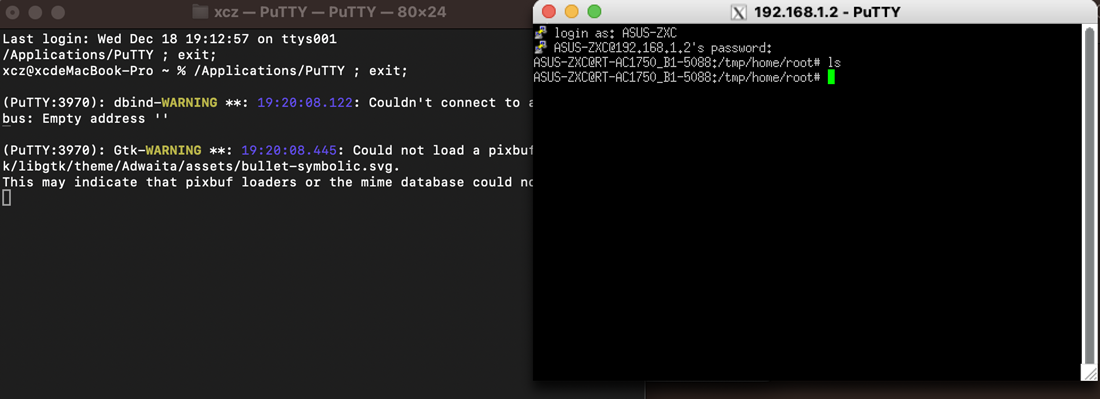 xcz — PuTTY — PuTTY — 80×24
Last login: Wed Dec 18 19:12:57 on ttys001
/Applications/PuTTY ; exit;
xcz@xcdeMacBook-Pro ~ % /Applications/PuTTY ; exit;
(PuTTY:3970): dbind-WARNING **: 19:20:08.122: Couldn't connect to a
bus: Empty address ''
(PuTTY:3970): Gtk-WARNING **: 19:20:08.445: Could not load a pixbuf
k/libgtk/theme/Adwaita/assets/bullet-symbolic.svg.
This may indicate that pixbuf loaders or the mime database could no
192.168.1.2 - PuTTY
login as: ASUS-ZXC
ASUS-ZXC@192.168.1.2's password:
ASUS-ZXC@RT-AC1750_B1-5088:/tmp/home/root# ls
ASUS-ZXC@RT-AC1750_B1-5088:/tmp/home/root#